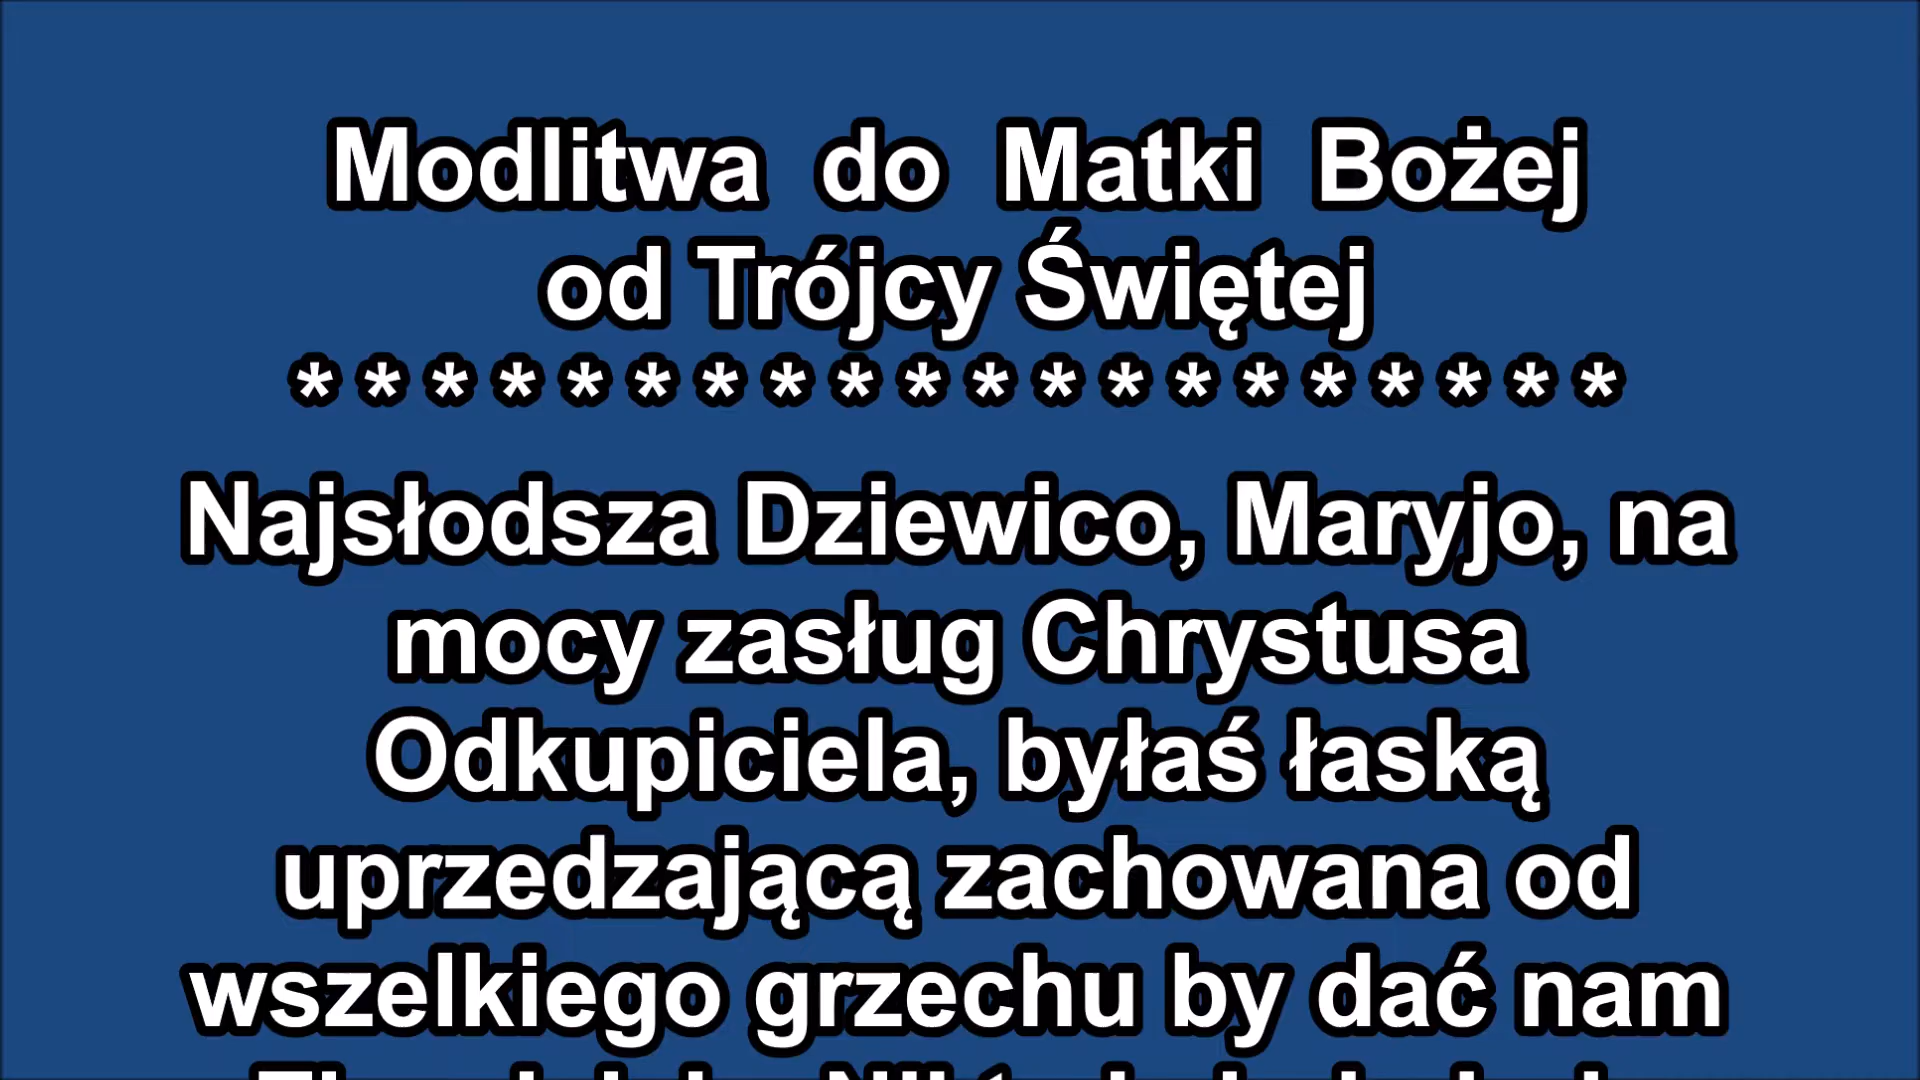 Modlitwa do Matki Bożej
od Trójcy Świętej
* * * * * * * * * * * * * * * * * * * *
Najsłodsza Dziewico, Maryjo, na
mocy zasług Chrystusa
Odkupiciela, byłaś łaską
uprzedzającą zachowana od
wszelkiego grzechu by dać nam